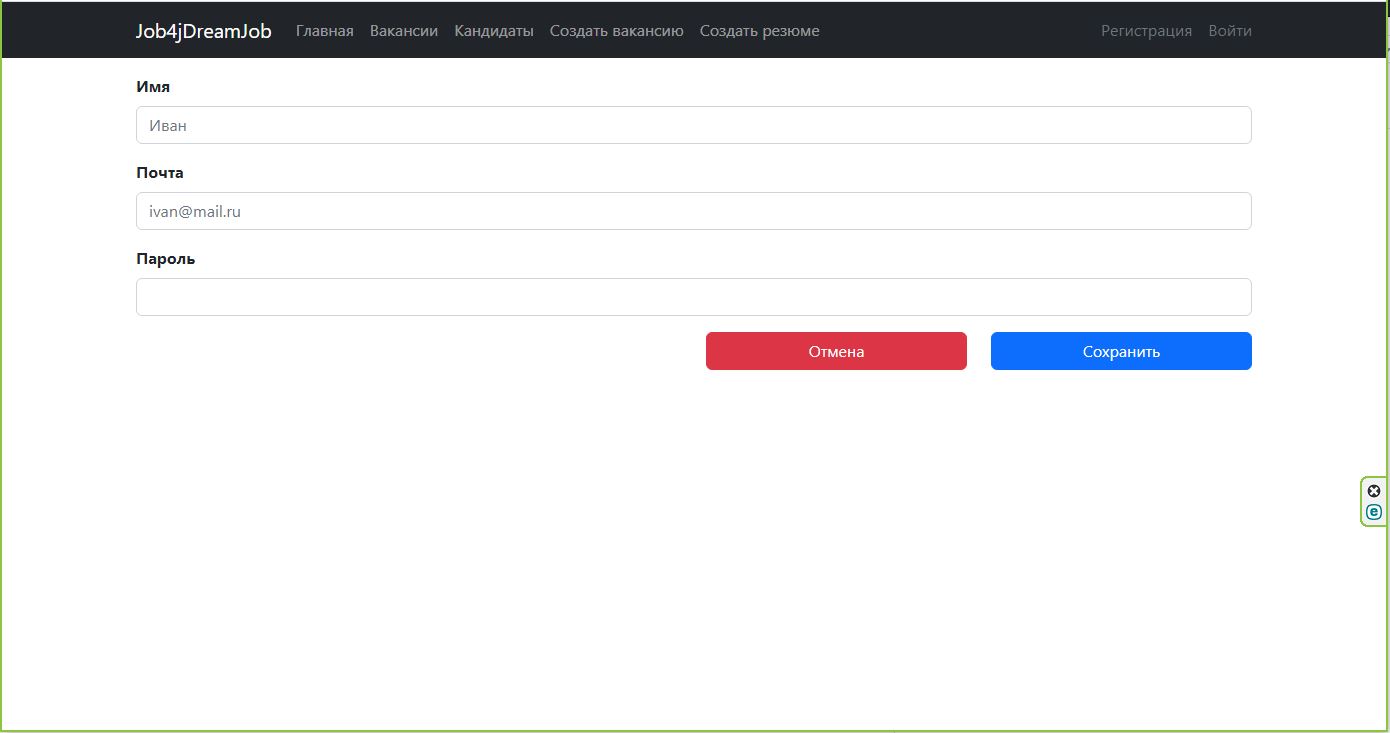 Job4jDreamJob Главная Вакансии Кандидаты Создать вакансию Создать резюме Регистрация Войти
Имя
Иван
Почта
ivan@mail.ru
Пароль
Отмена Сохранить
e